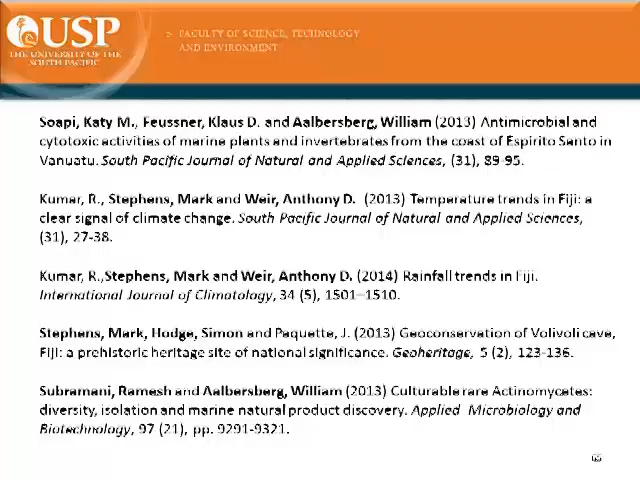 USP
THE UNIVERSITY OF THE
SOUTH PACIFIC
> FACULTY OF SCIENCE, TECHNOLOGY
AND ENVIRONMENT
Soapi, Katy M., Feussner, Klaus D. and Aalbersberg, William (2013) Antimicrobial and
cytotoxic activities of marine plants and invertebrates from the coast of Espirito Santo in
Vanuatu. South Pacific Journal of Natural and Applied Sciences, (31), 89-95.
Kumar, R., Stephens, Mark and Weir, Anthony D. (2013) Temperature trends in Fiji: a
clear signal of climate change. South Pacific Journal of Natural and Applied Sciences,
(31), 27-38.
Kumar, R.,Stephens, Mark and Weir, Anthony D. (2014) Rainfall trends in Fiji.
International Journal of Climatology, 34 (5), 1501–1510.
Stephens, Mark, Hodge, Simon and Paquette, J. (2013) Geoconservation of Volivoli cave,
Fiji: a prehistoric heritage site of national significance. Geoheritage, 5 (2), 123-136.
Subramani, Ramesh and Aalbersberg, William (2013) Culturable rare Actinomycetes:
diversity, isolation and marine natural product discovery. Applied Microbiology and
Biotechnology, 97 (21), pp. 9291-9321.